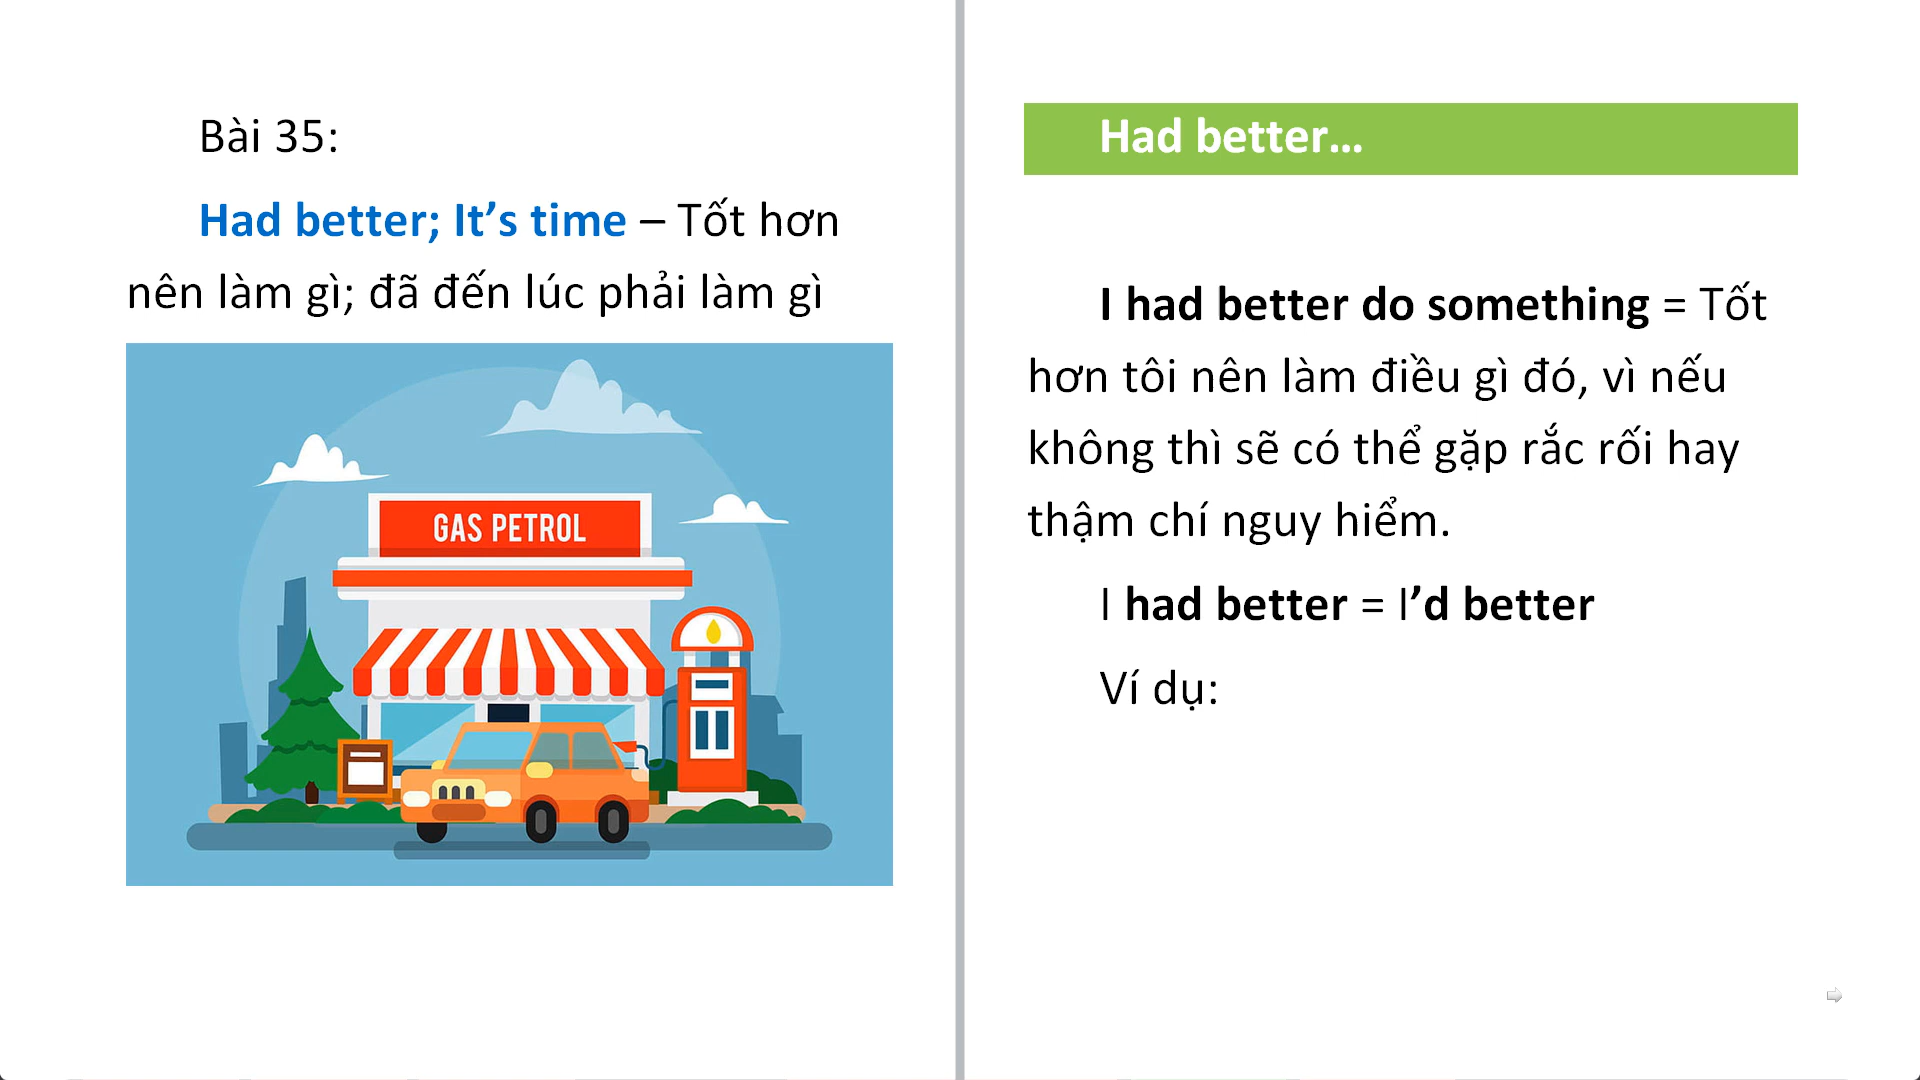 Bài 35:
Had better; It’s time – Tốt hơn
nên làm gì; đã đến lúc phải làm gì
GAS PETROL
Had better...
I had better do something = Tốt
hơn tôi nên làm điều gì đó, vì nếu
không thì sẽ có thể gặp rắc rối hay
thậm chí nguy hiểm.
I had better = I’d better
Ví dụ: